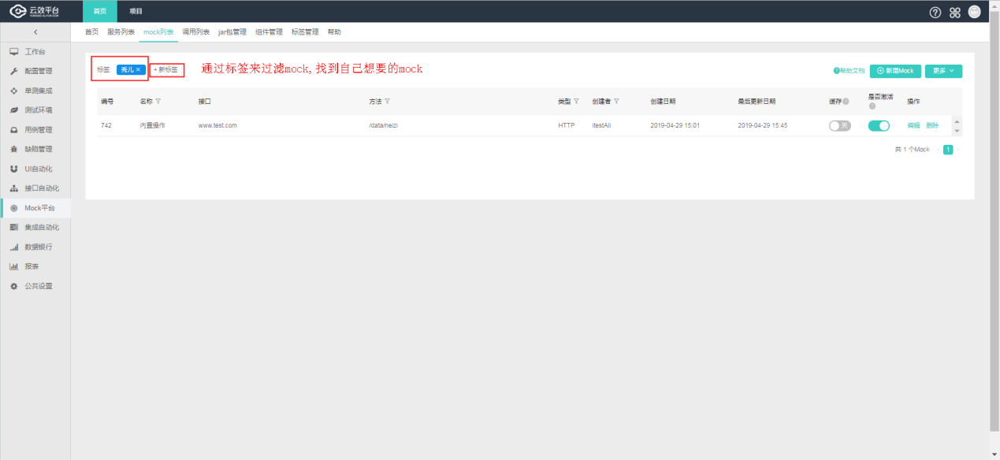 云效平台 首页 项目
首页 服务列表 mock列表 调用列表 jar包管理 组件管理 标签管理 帮助
工作台
配置管理
单测集成
测试环境
用例管理
缺陷管理
UI自动化
接口自动化
Mock平台
集成自动化
数据银行
报表
公共设置
标签: 秃儿 × + 新标签 通过标签来过滤mock, 找到自己想要的mock
帮助文档 新增Mock 更多
编号 名称 接口 方法 类型 创建者 创建日期 最后更新日期 缓存 是否激活 操作
742 内置操作 www.test.com /data/neizi HTTP itestAli 2019-04-29 15:01 2019-04-29 15:45 关 编辑 删除
共 1 个Mock 1